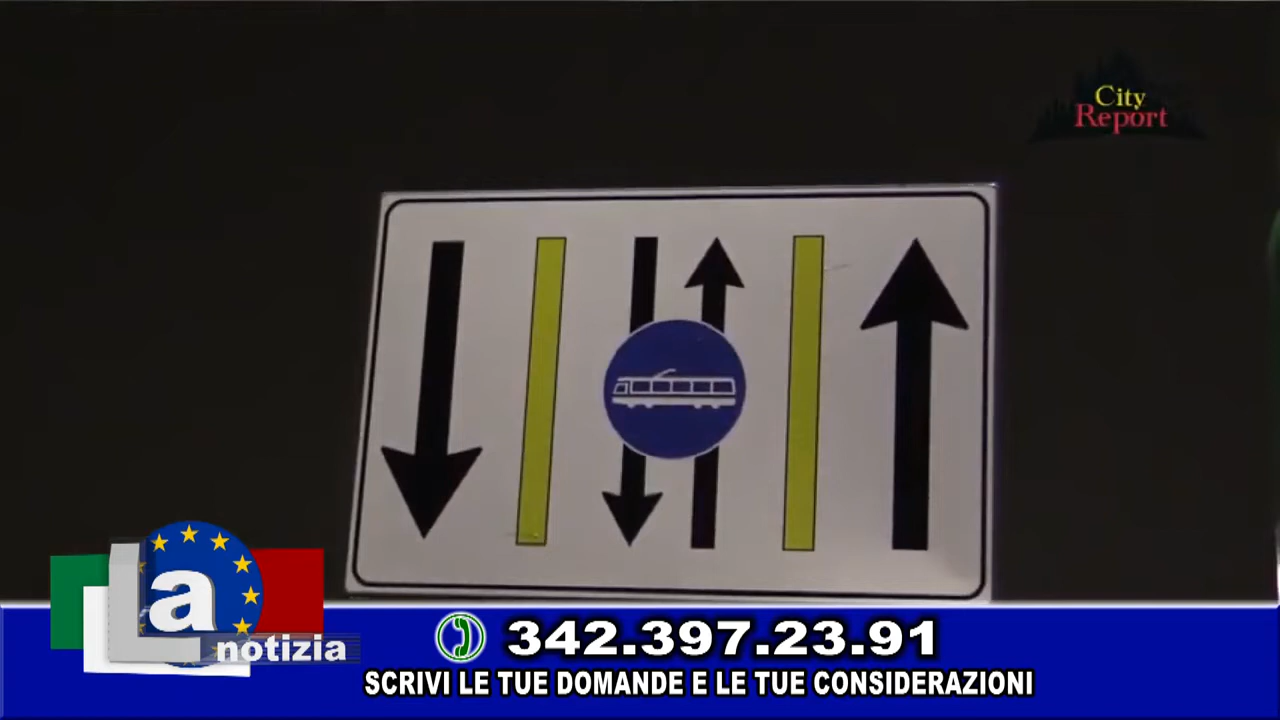 City
Report
La
notizia
342.397.23.91
SCRIVI LE TUE DOMANDE E LE TUE CONSIDERAZIONI